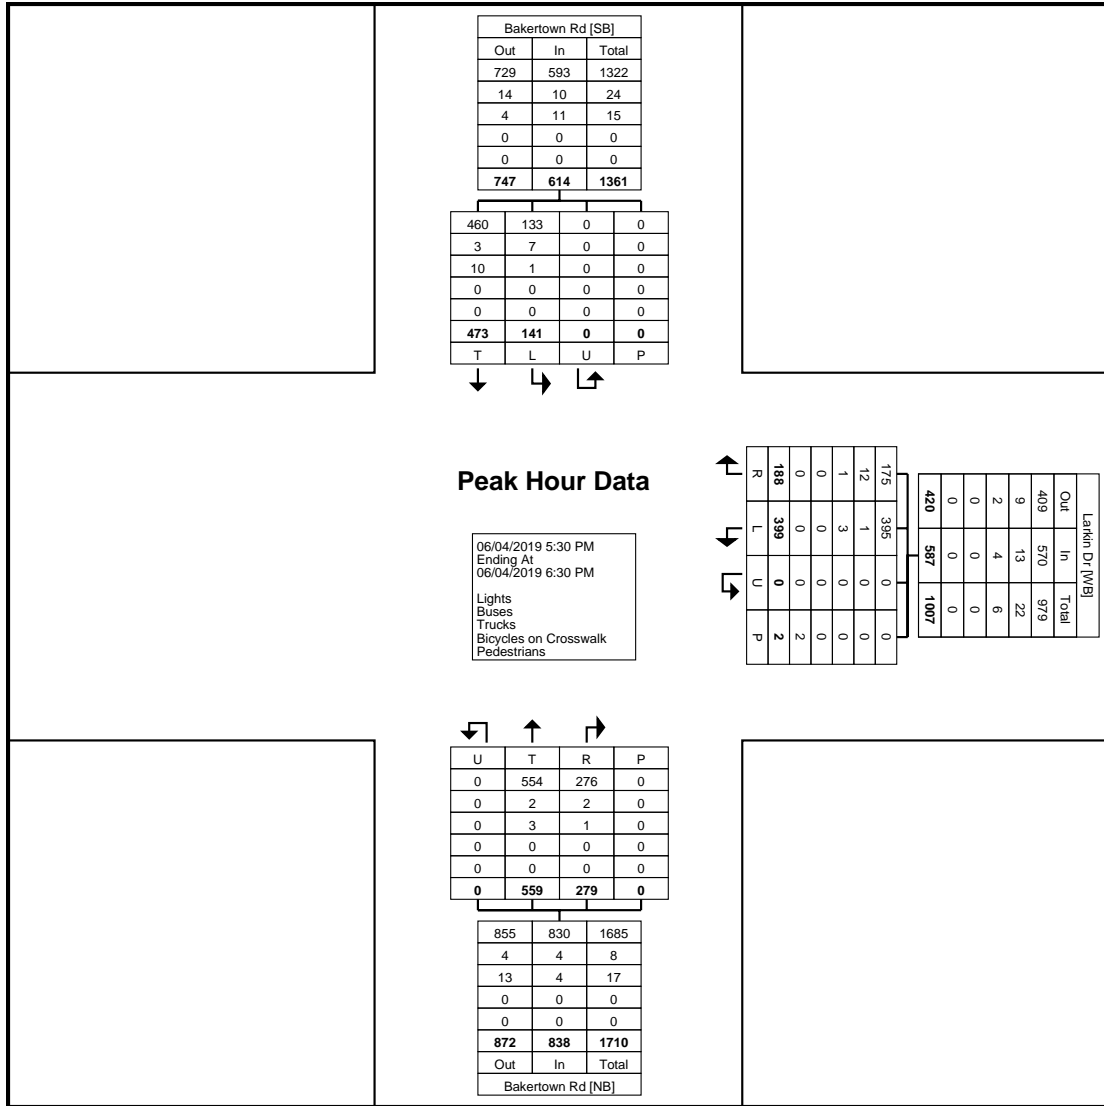 Bakertown Rd [SB]
Out In Total
729 593 1322
14 10 24
4 11 15
0 0 0
0 0 0
747 614 1361
460 133 0 0
3 7 0 0
10 1 0 0
0 0 0 0
0 0 0 0
473 141 0 0
T L U P
Peak Hour Data
06/04/2019 5:30 PM
Ending At
06/04/2019 6:30 PM
Lights
Buses
Trucks
Bicycles on Crosswalk
Pedestrians
Larkin Dr [WB]
Out In Total
409 570 979
9 13 22
2 4 6
0 0 0
0 0 0
420 587 1007
175 395 0 0
12 1 0 0
1 3 0 0
0 0 0 0
0 0 0 2
188 399 0 2
R L U P
U T R P
0 554 276 0
0 2 2 0
0 3 1 0
0 0 0 0
0 0 0 0
0 559 279 0
855 830 1685
4 4 8
13 4 17
0 0 0
0 0 0
872 838 1710
Out In Total
Bakertown Rd [NB]